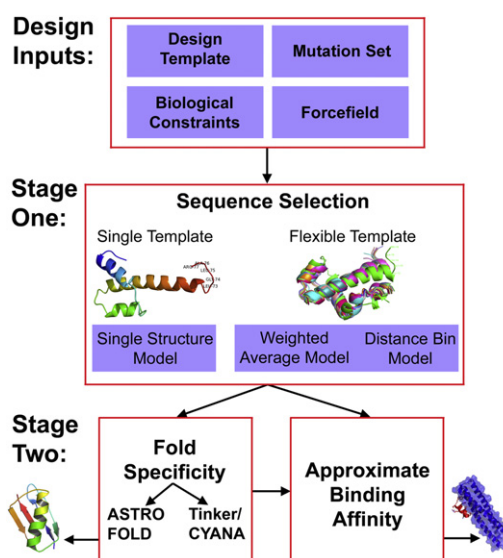 Design
Inputs:
Design
Template
Mutation Set
Biological
Constraints
Forcefield
Stage
One:
Sequence Selection
Single Template
Flexible Template
Single Structure
Model
Weighted
Average Model
Distance Bin
Model
Stage
Two:
Fold
Specificity
ASTRO
FOLD
Tinker/
CYANA
Approximate
Binding
Affinity